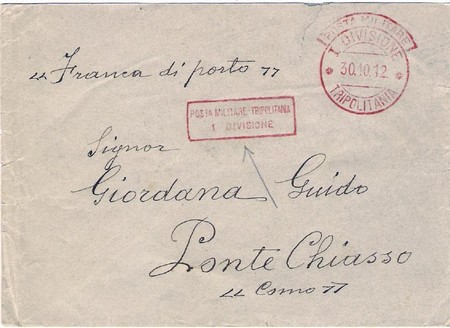 POSTA MILITARE
1ª DIVISIONE
30.10.12
TRIPOLITANIA
" Franca di porto "
POSTA MILITARE-TRIPOLITANIA
1 DIVISIONE
Signor
Giordana Guido
Ponte Chiasso
" Como "